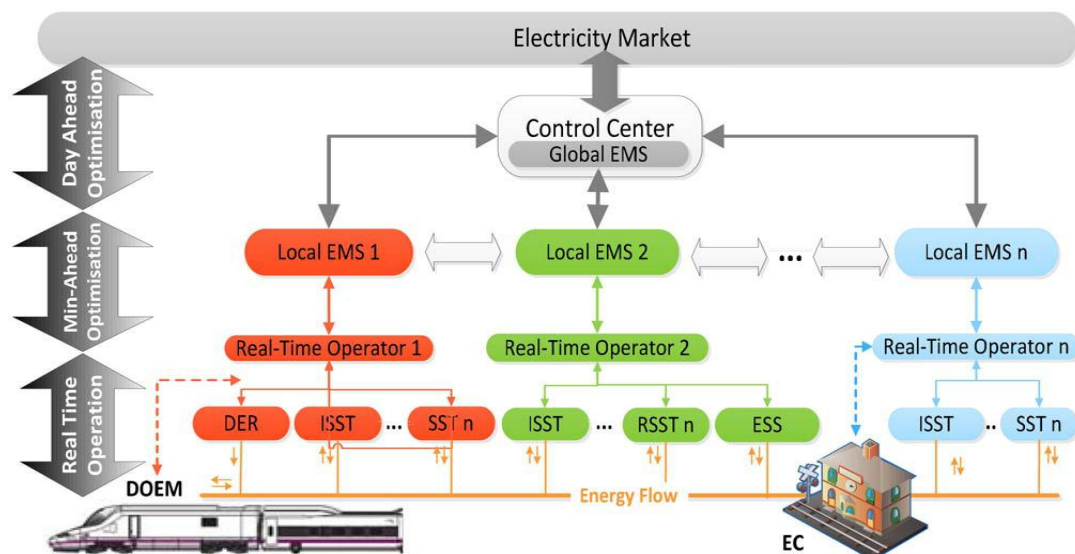 Electricity Market
Day Ahead
Optimisation
Control Center
Global EMS
Min-Ahead
Optimisation
Local EMS 1
Local EMS 2
...
Local EMS n
Real Time
Operation
Real-Time Operator 1
Real-Time Operator 2
Real-Time Operator n
DER
ISST
...
SST n
ISST
...
RSST n
ESS
ISST
..
SST n
DOEM
Energy Flow
EC